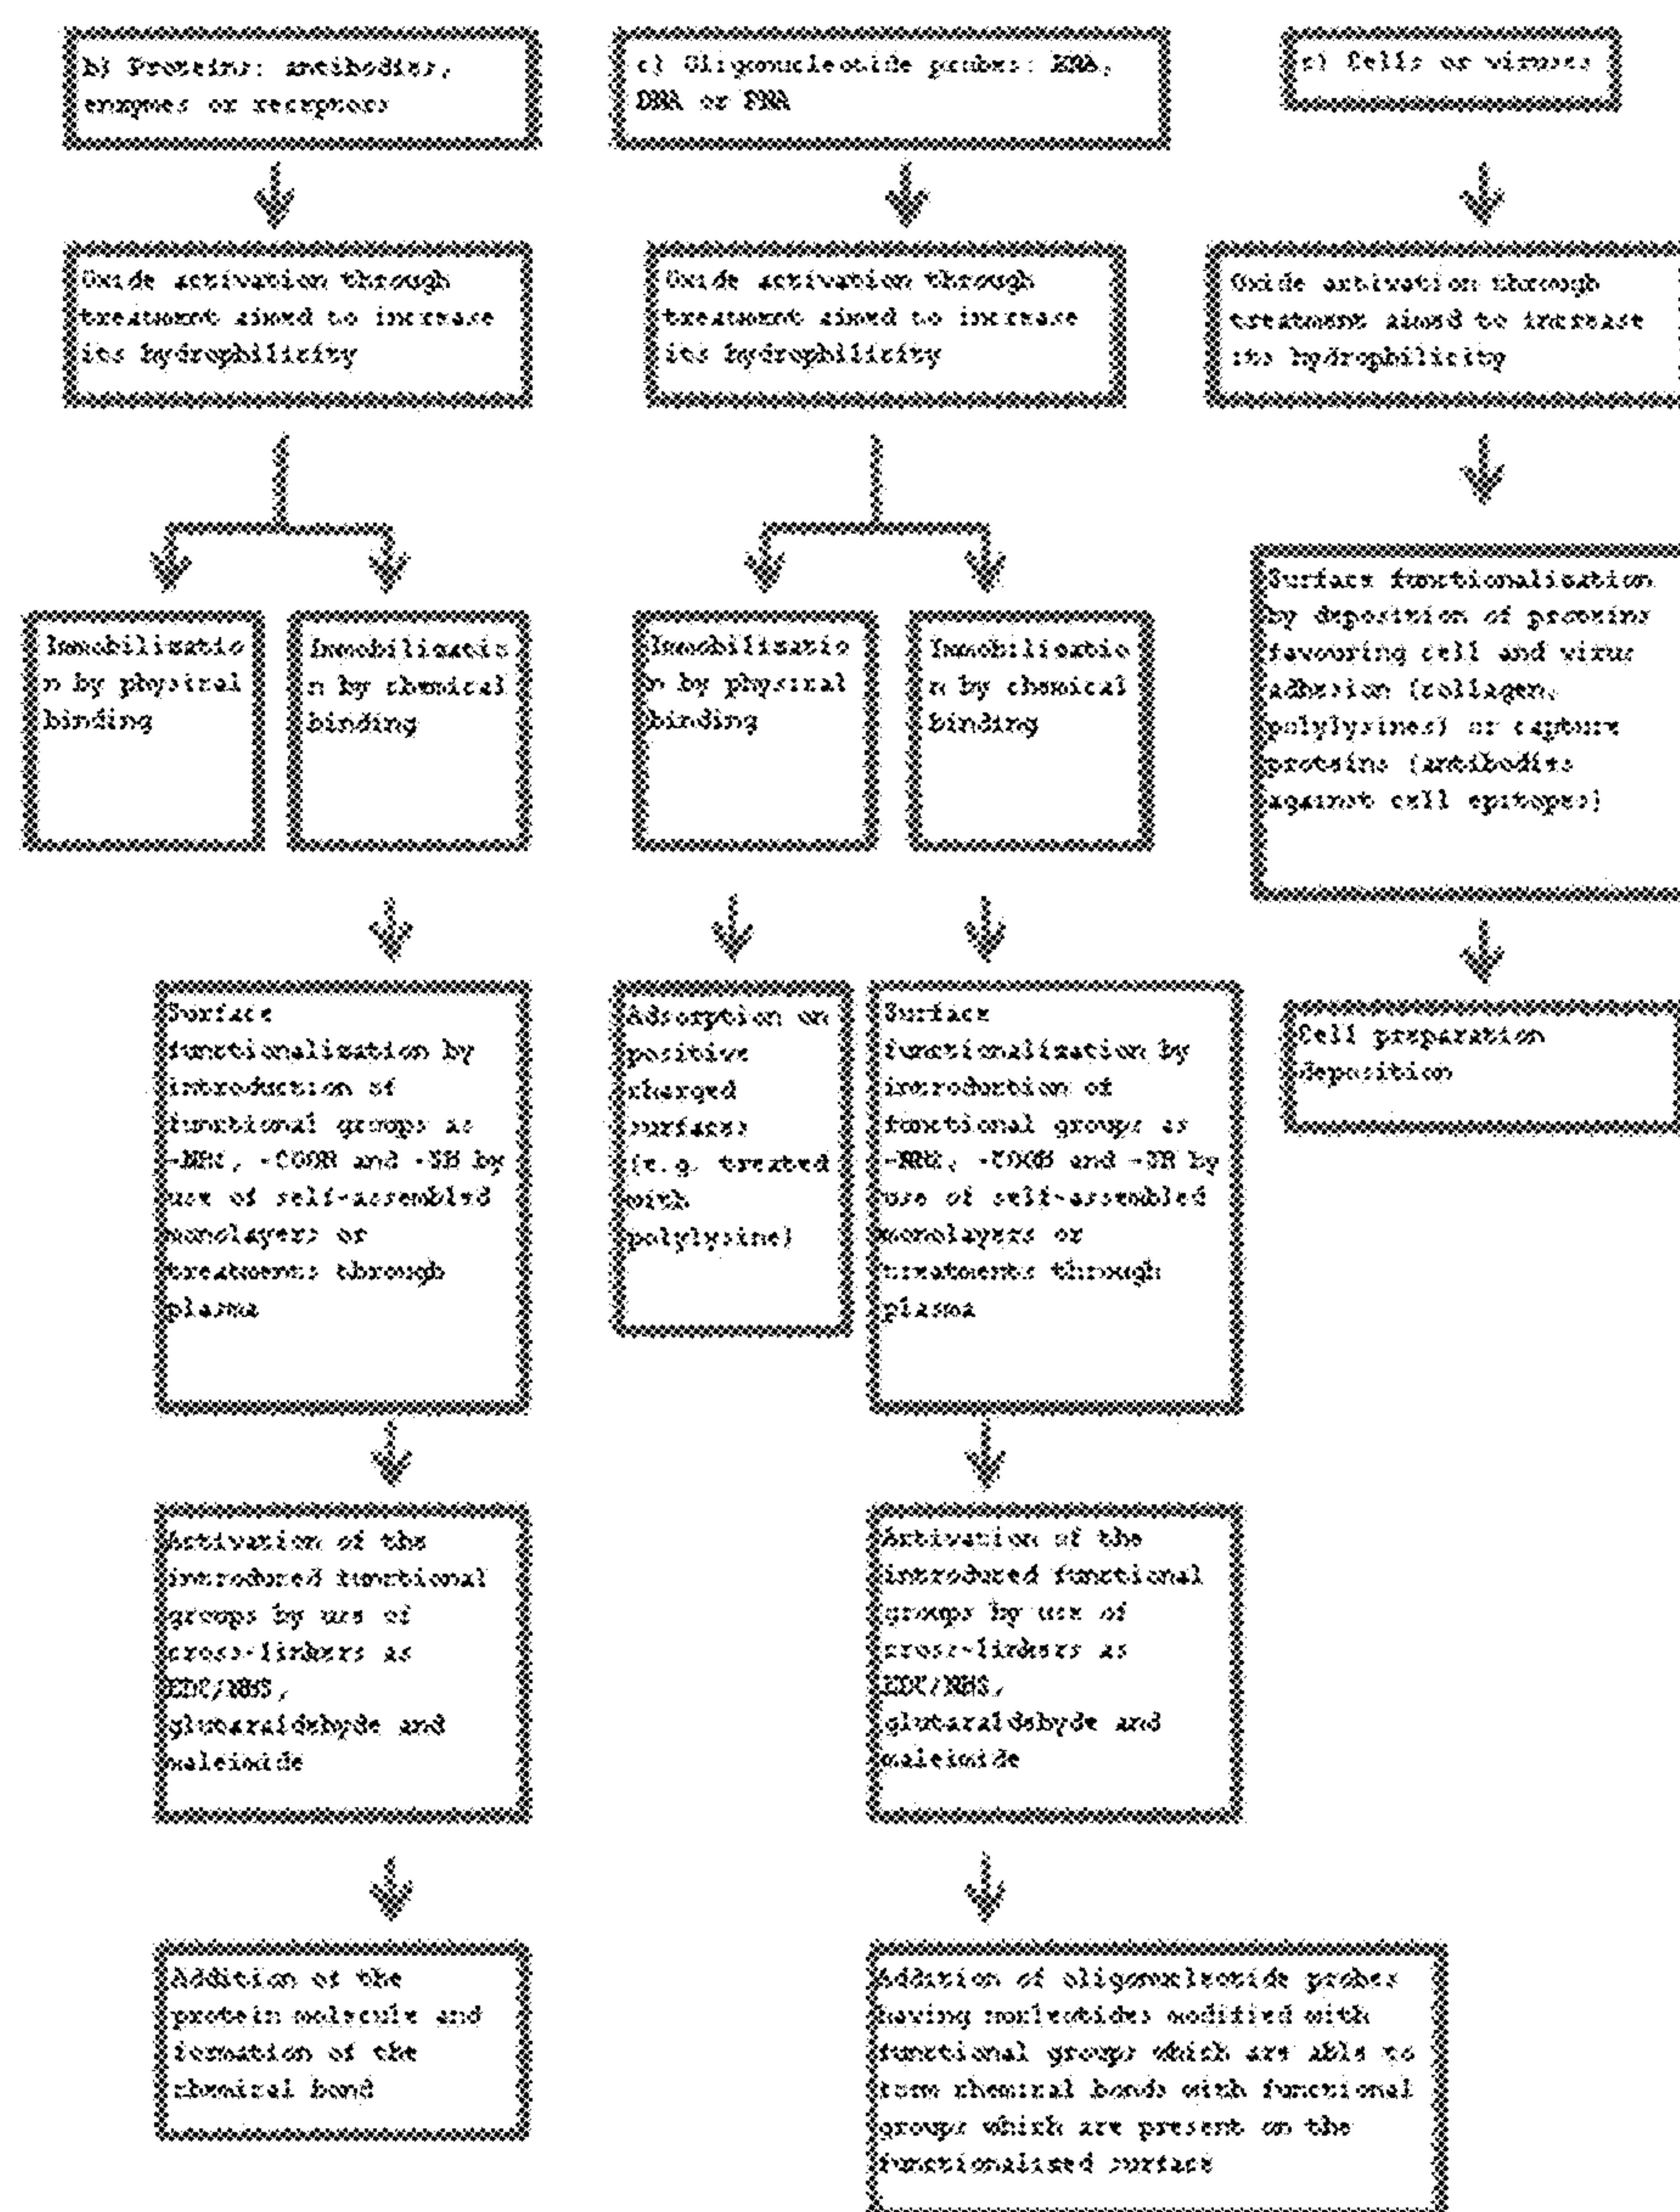 b) Proteins: antibodies,
enzymes or receptors
Oxide activation through
treatment aimed to increase
its hydrophilicity
Immobilizatio
n by physical
binding
Immobilizatio
n by chemical
binding
Surface
functionalization by
introduction of
functional groups as
-NH2, -COOH and -SH by
use of self-assembled
monolayers or
treatments through
plasma
Activation of the
introduced functional
groups by use of
cross-linkers as
EDC/NHS,
glutaraldehyde and
maleimide
Addition of the
protein molecule and
formation of the
chemical bond
c) Oligonucleotide probes: RNA,
DNA or PNA
Oxide activation through
treatment aimed to increase
its hydrophilicity
Immobilizatio
n by physical
binding
Immobilizatio
n by chemical
binding
Adsorption on
positive
charged
surfaces
(e.g. treated
with
polylysine)
Surface
functionalization by
introduction of
functional groups as
-NH2, -COOH and -SH by
use of self-assembled
monolayers or
treatments through
plasma
Activation of the
introduced functional
groups by use of
cross-linkers as
EDC/NHS,
glutaraldehyde and
maleimide
Addition of oligonucleotide probes
having nucleotides modified with
functional groups which are able to
form chemical bonds with functional
groups which are present on the
functionalized surface
Cells or viruses
Oxide activation through
treatment aimed to increase
its hydrophilicity
Surface functionalization
by deposition of proteins
favouring cell and virus
adhesion (collagen,
polylysines) or capture
proteins (antibodies
against cell epitopes)
Cell preparation
deposition